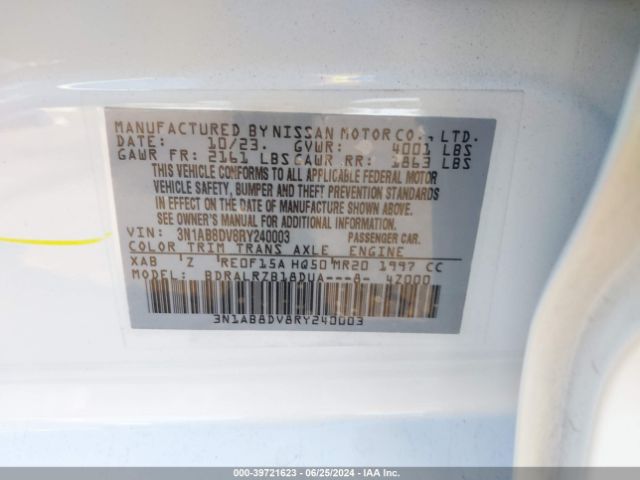 MANUFACTURED BY NISSAN MOTOR CO., LTD.
DATE: 10/23. GVWR: 4001 LBS
GAWR FR: 2161 LBS GAWR RR: 1863 LBS
THIS VEHICLE CONFORMS TO ALL APPLICABLE FEDERAL MOTOR
VEHICLE SAFETY, BUMPER AND THEFT PREVENTION STANDARDS
IN EFFECT ON THE DATE OF MANUFACTURE SHOWN ABOVE.
SEE OWNER'S MANUAL FOR ADDITIONAL INFORMATION.
VIN: 3N1AB8DV8RY240003 PASSENGER CAR.
COLOR TRIM TRANS AXLE ENGINE
XAB Z RE0F15A HQ50 MR20 1997 CC
MODEL: BDRALRZB18DUA---8- 4Z000
3N1AB8DV8RY240003
000-39721623 - 06/25/2024 - IAA Inc.